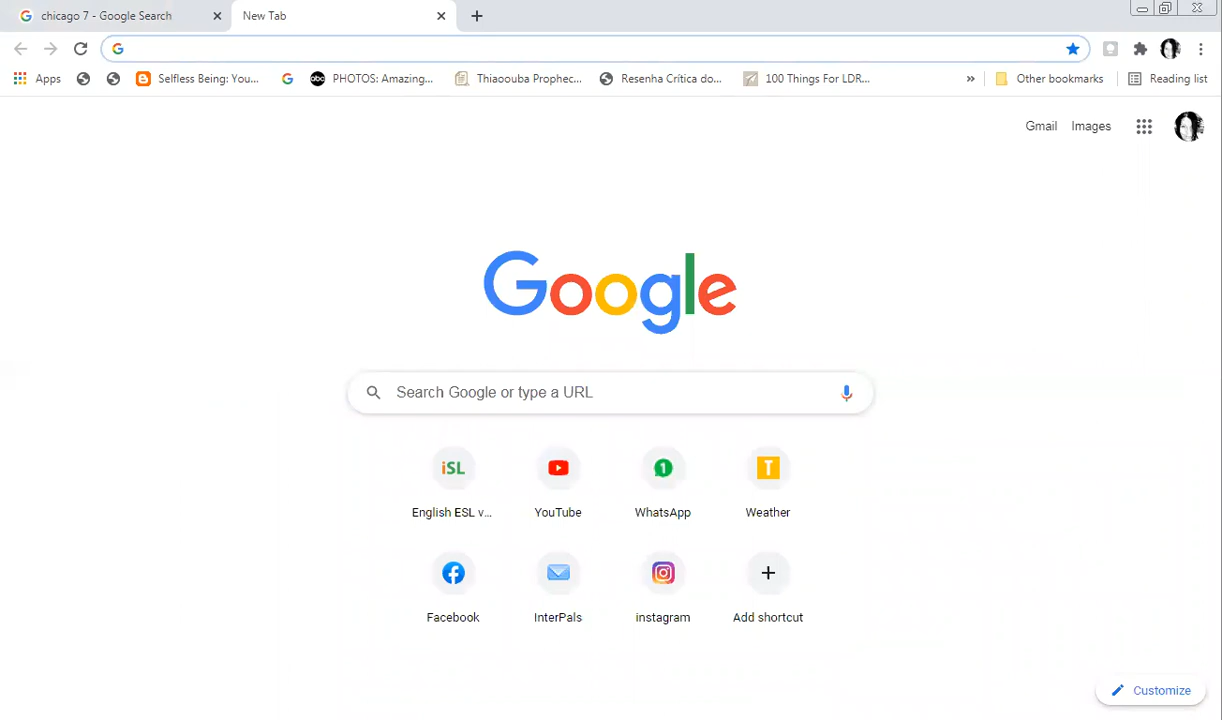 chicago 7 - Google Search
New Tab
Apps
Selfless Being: You...
PHOTOS: Amazing,...
Thiaoouba Prophec...
Resenha Crítica do...
100 Things For LDR...
»
Other bookmarks
Reading list
Gmail
Images
Google
Search Google or type a URL
iSL
T
English ESL v...
YouTube
WhatsApp
Weather
Facebook
InterPals
instagram
Add shortcut
Customize